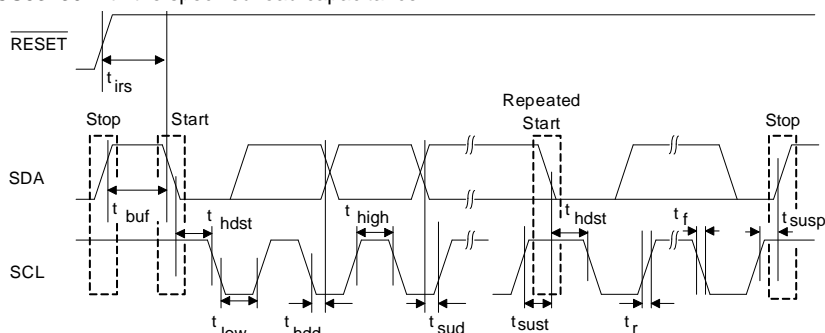 RESET
t irs
Repeated
Stop
Start
Start
Stop
SDA
t buf
t hdst
t high
t hdst
t f
t susp
SCL
t low
t hdd
t sud
t sust
t r